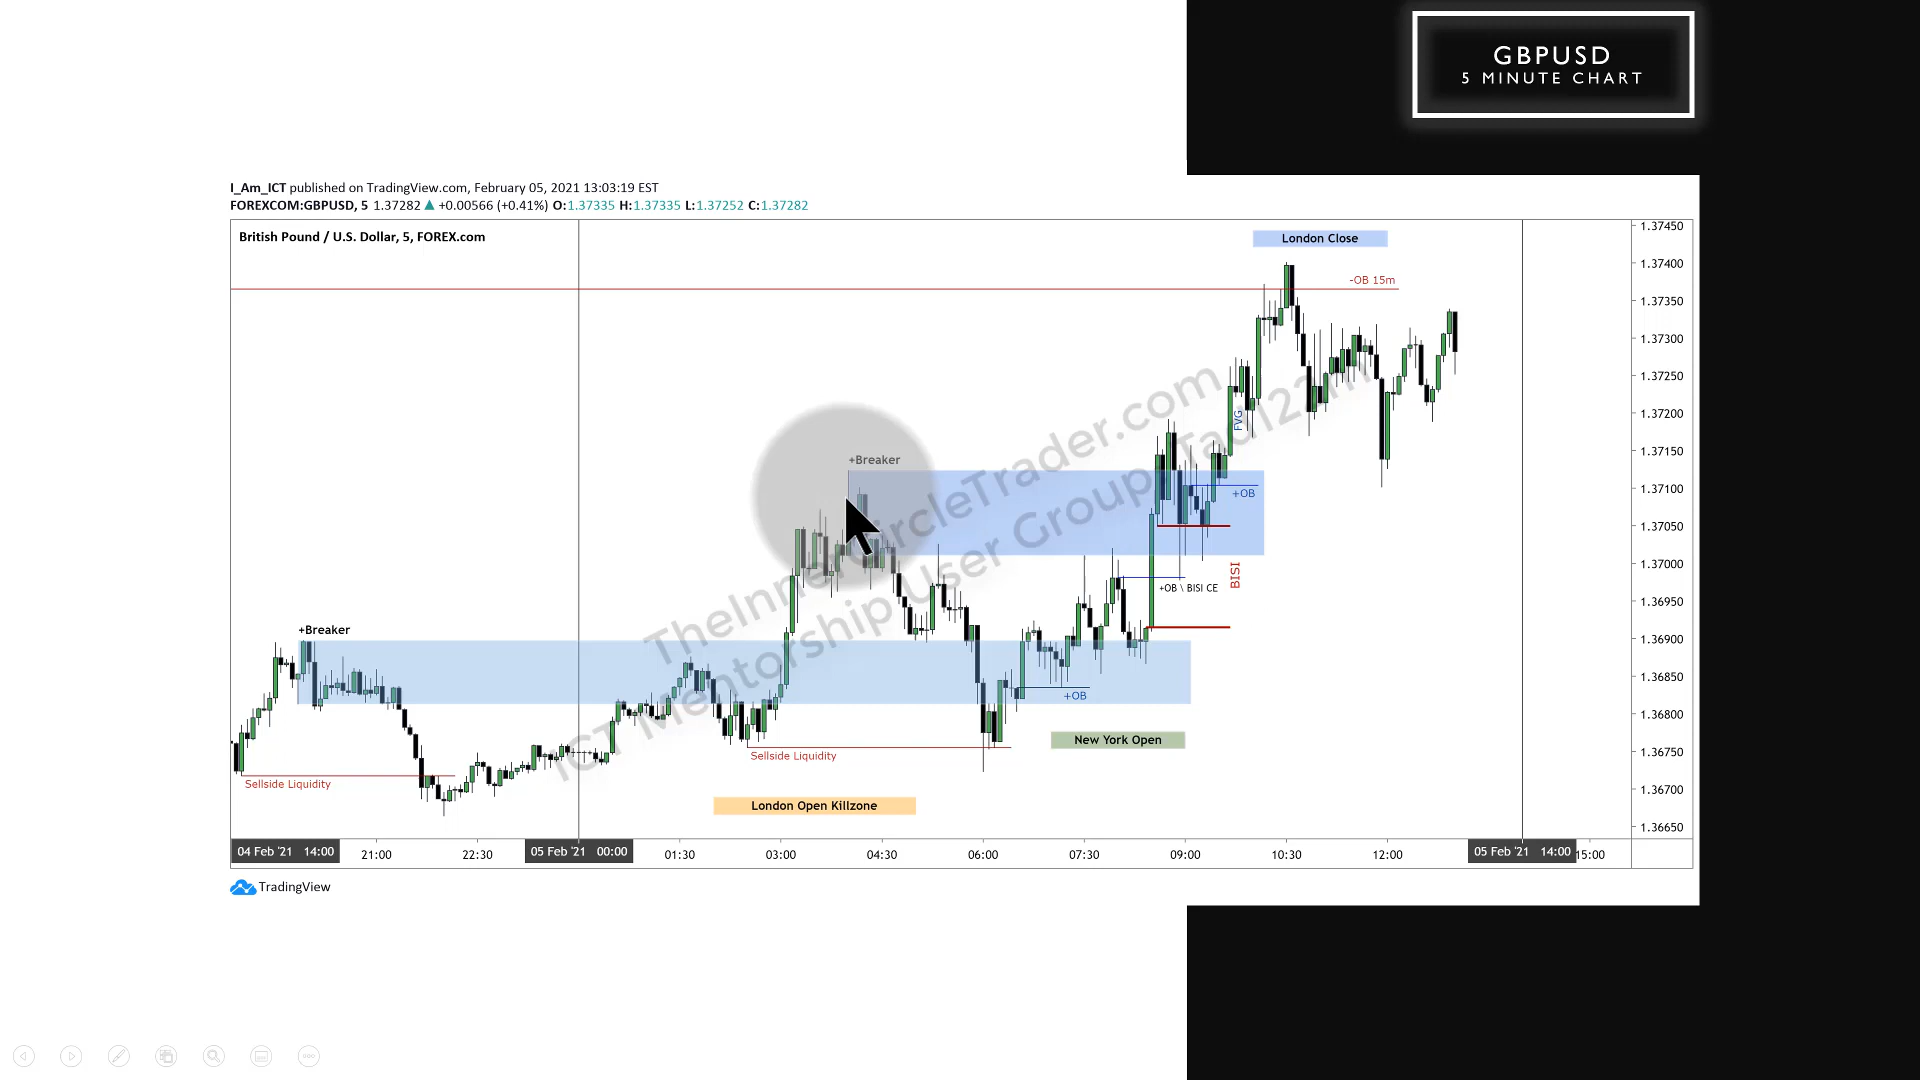 GBPUSD
5 MINUTE CHART
I_Am_ICT published on TradingView.com, February 05, 2021 13:03:19 EST
FOREXCOM:GBPUSD, 5 1.37282 ▲ +0.00566 (+0.41%) O:1.37335 H:1.37335 L:1.37252 C:1.37282
British Pound / U.S. Dollar, 5, FOREX.com
London Close
-OB 15m
1.37450
1.37400
1.37350
1.37300
1.37250
1.37200
1.37150
1.37100
1.37050
1.37000
1.36950
1.36900
1.36850
1.36800
1.36750
1.36700
1.36650
FVG
+Breaker
+OB
BISI
+OB \ BISI CE
+Breaker
+OB
New York Open
Sellside Liquidity
Sellside Liquidity
London Open Killzone
TheInnerCircleTrader.com
ICT Mentorship User Group: Tad122m
04 Feb '21 14:00 21:00 22:30 05 Feb '21 00:00 01:30 03:00 04:30 06:00 07:30 09:00 10:30 12:00 05 Feb '21 14:00 15:00
TradingView